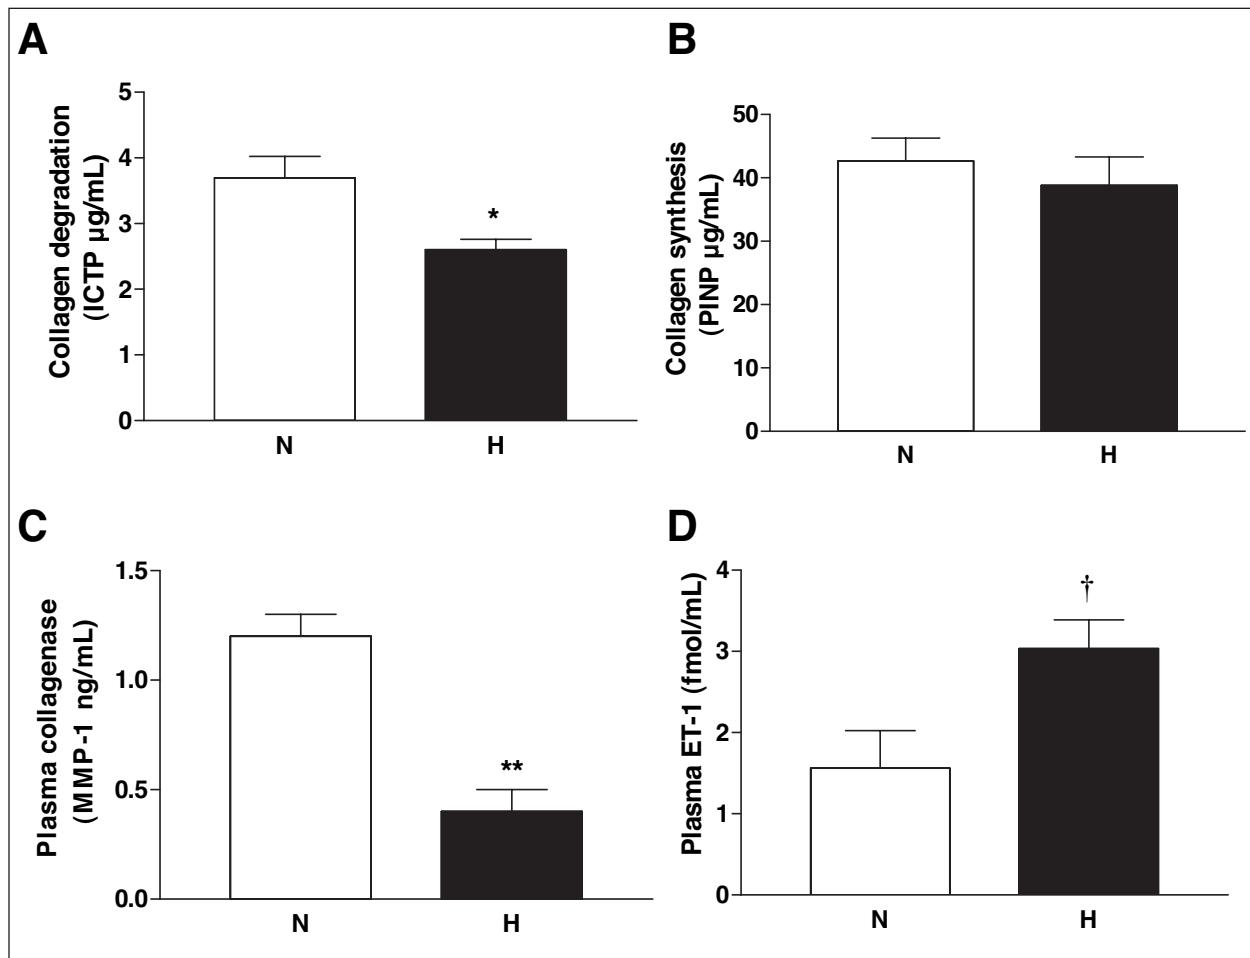 A
Collagen degradation
(ICTP µg/mL)
5
4
3
2
1
0
*
N
H
B
Collagen synthesis
(PINP µg/mL)
50
40
30
20
10
0
N
H
C
Plasma collagenase
(MMP-1 ng/mL)
1.5
1.0
0.5
0.0
**
N
H
D
Plasma ET-1 (fmol/mL)
4
3
2
1
0
†
N
H